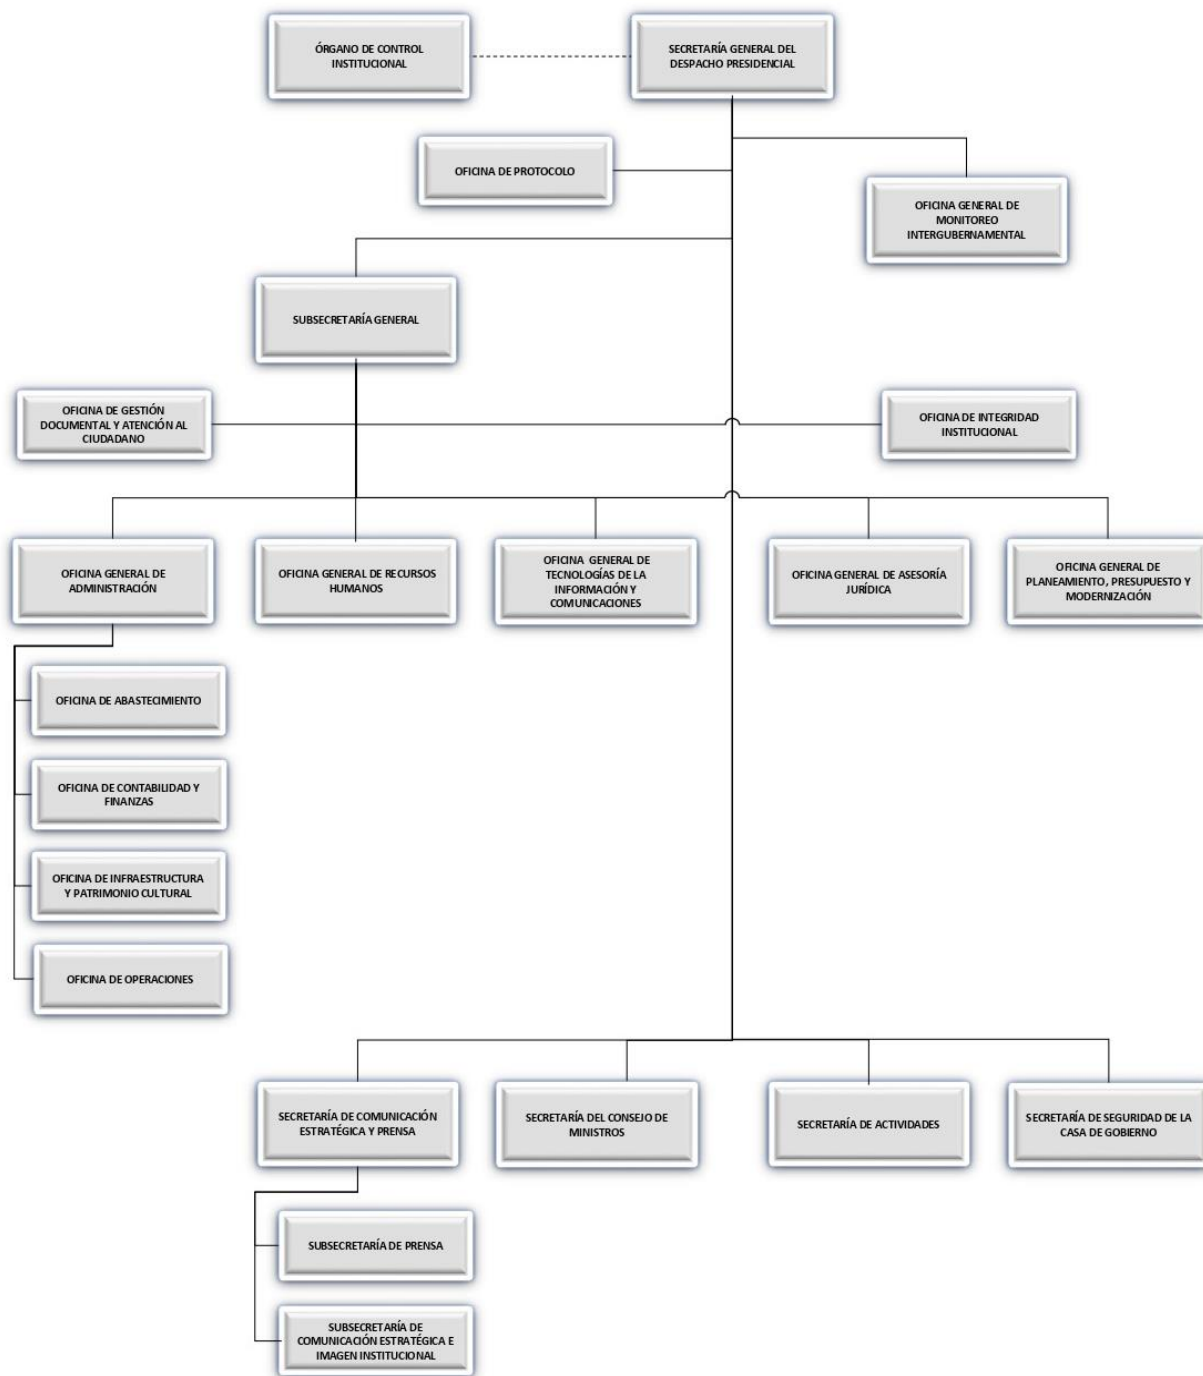 ÓRGANO DE CONTROL
INSTITUCIONAL
SECRETARÍA GENERAL DEL
DESPACHO PRESIDENCIAL
OFICINA DE PROTOCOLO
OFICINA GENERAL DE
MONITOREO
INTERGUBERNAMENTAL
SUBSECRETARÍA GENERAL
OFICINA DE GESTIÓN
DOCUMENTAL Y ATENCIÓN AL
CIUDADANO
OFICINA DE INTEGRIDAD
INSTITUCIONAL
OFICINA GENERAL DE
ADMINISTRACIÓN
OFICINA GENERAL DE RECURSOS
HUMANOS
OFICINA GENERAL DE
TECNOLOGÍAS DE LA
INFORMACIÓN Y
COMUNICACIONES
OFICINA GENERAL DE ASESORÍA
JURÍDICA
OFICINA GENERAL DE
PLANEAMIENTO, PRESUPUESTO Y
MODERNIZACIÓN
OFICINA DE ABASTECIMIENTO
OFICINA DE CONTABILIDAD Y
FINANZAS
OFICINA DE INFRAESTRUCTURA
Y PATRIMONIO CULTURAL
OFICINA DE OPERACIONES
SECRETARÍA DE COMUNICACIÓN
ESTRATÉGICA Y PRENSA
SECRETARÍA DEL CONSEJO DE
MINISTROS
SECRETARÍA DE ACTIVIDADES
SECRETARÍA DE SEGURIDAD DE LA
CASA DE GOBIERNO
SUBSECRETARÍA DE PRENSA
SUBSECRETARÍA DE
COMUNICACIÓN ESTRATÉGICA E
IMAGEN INSTITUCIONAL